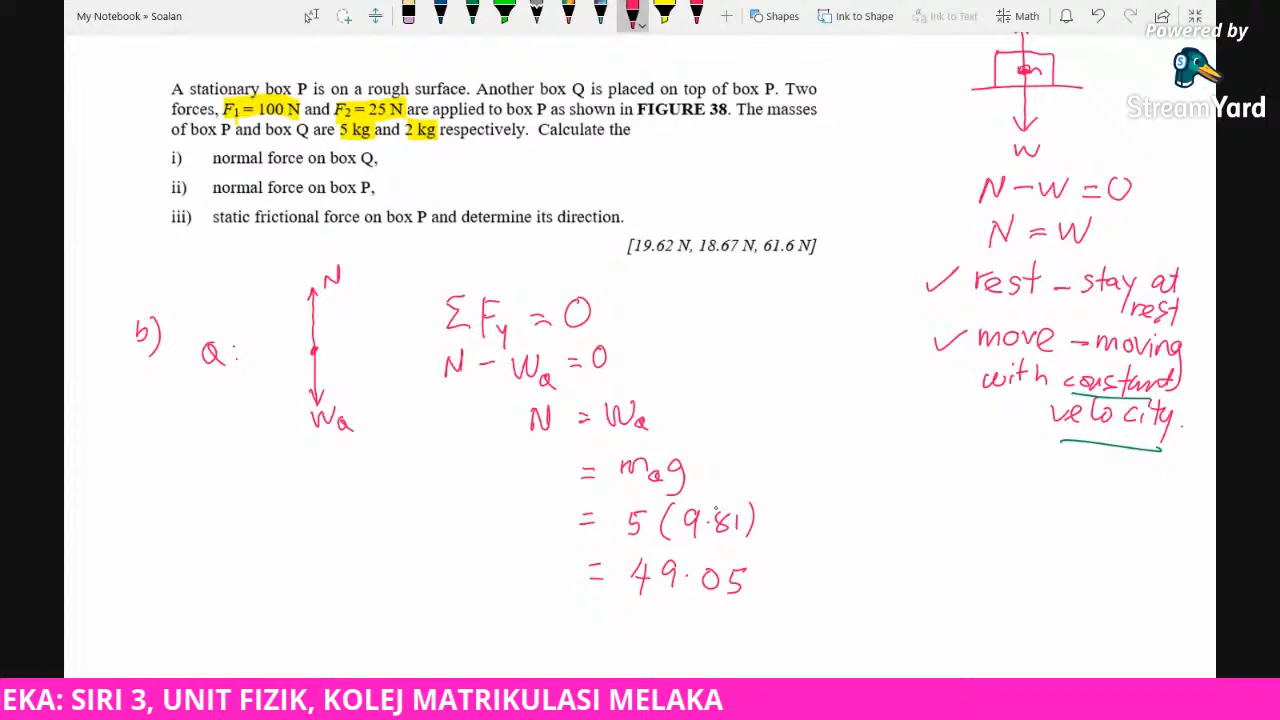 My Notebook » Soalan
Shapes
Ink to Shape
Ink to Text
Math
Powered by
StreamYard
A stationary box P is on a rough surface. Another box Q is placed on top of box P. Two
forces, F1 = 100 N and F2 = 25 N are applied to box P as shown in FIGURE 38. The masses
of box P and box Q are 5 kg and 2 kg respectively. Calculate the
i) normal force on box Q,
ii) normal force on box P,
iii) static frictional force on box P and determine its direction.
[19.62 N, 18.67 N, 61.6 N]
b) Q:
N
WQ
ΣFy = 0
N - WQ = 0
N = WQ
= mQg
= 5 (9.81)
= 49.05
m
W
N - W = 0
N = W
✓ rest - stay at
rest
✓ move - moving
with constant
velocity.
EKA: SIRI 3, UNIT FIZIK, KOLEJ MATRIKULASI MELAKA